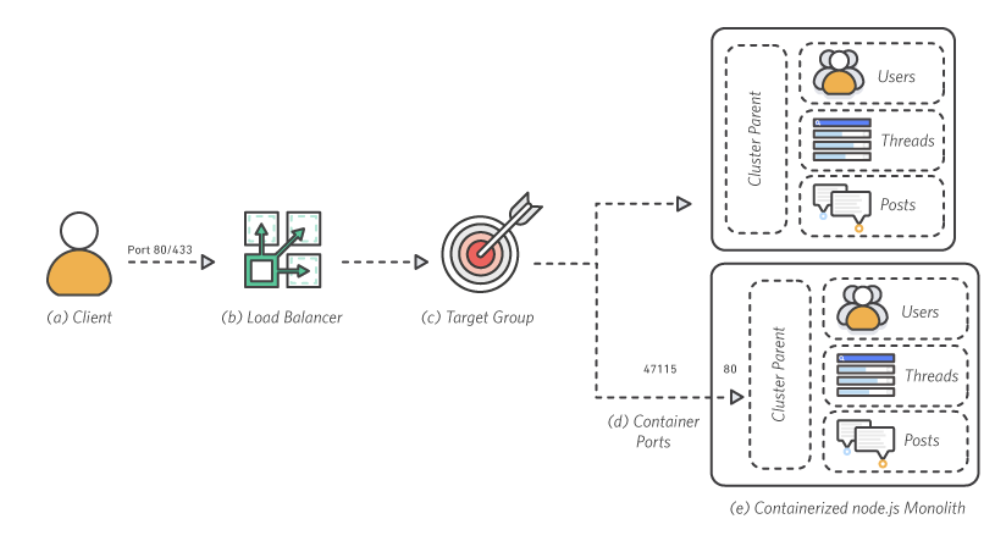 Cluster Parent
Users
Threads
Posts
Port 80/433
(a) Client
(b) Load Balancer
(c) Target Group
47115
80
(d) Container
Ports
Cluster Parent
Users
Threads
Posts
(e) Containerized node.js Monolith